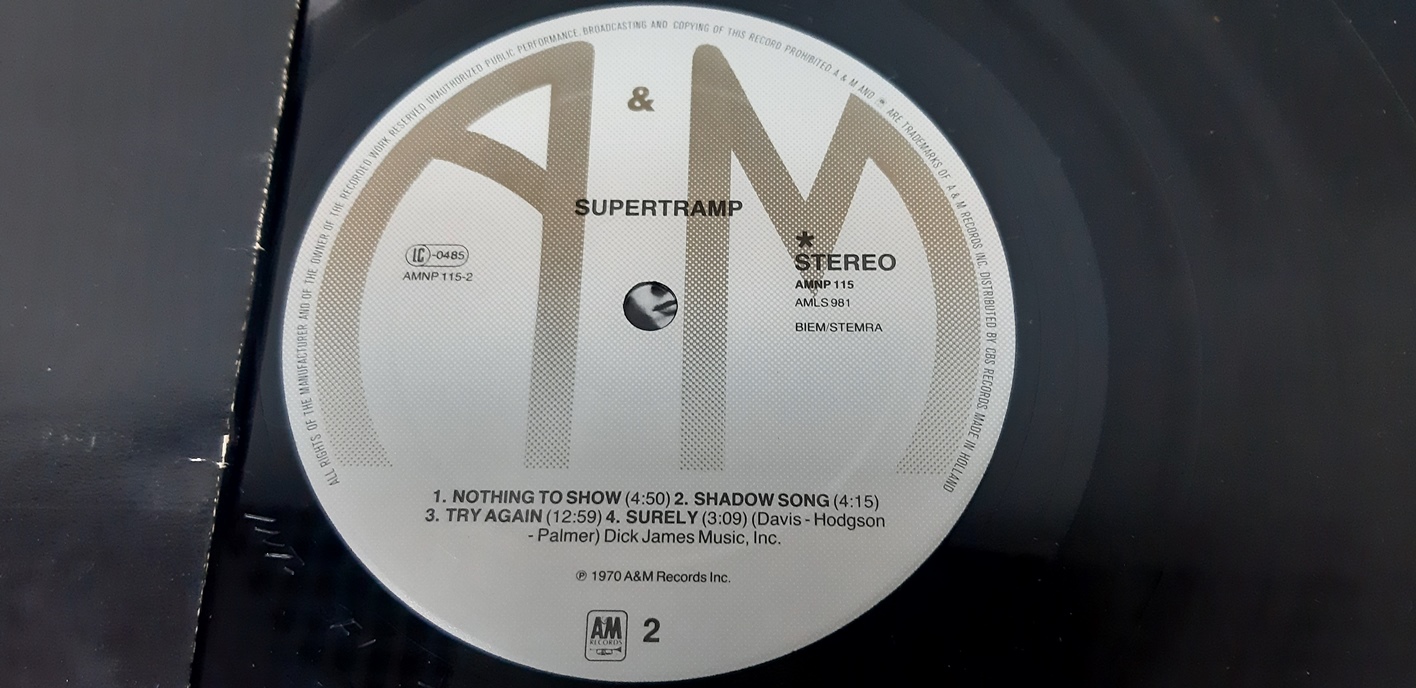 ALL RIGHTS OF THE MANUFACTURER AND OF THE OWNER OF THE RECORDED WORK RESERVED UNAUTHORIZED PUBLIC PERFORMANCE, BROADCASTING AND COPYING OF THIS RECORD PROHIBITED A & M AND ARE TRADEMARKS OF A & M RECORDS INC. DISTRIBUTED BY CBS RECORDS. MADE IN HOLLAND
A & M
SUPERTRAMP
LC-0485
AMNP 115-2
*
STEREO
AMNP 115
AMLS 981
BIEM/STEMRA
1. NOTHING TO SHOW (4:50) 2. SHADOW SONG (4:15)
3. TRY AGAIN (12:59) 4. SURELY (3:09) (Davis - Hodgson
- Palmer) Dick James Music, Inc.
℗ 1970 A&M Records Inc.
AM
RECORDS
2